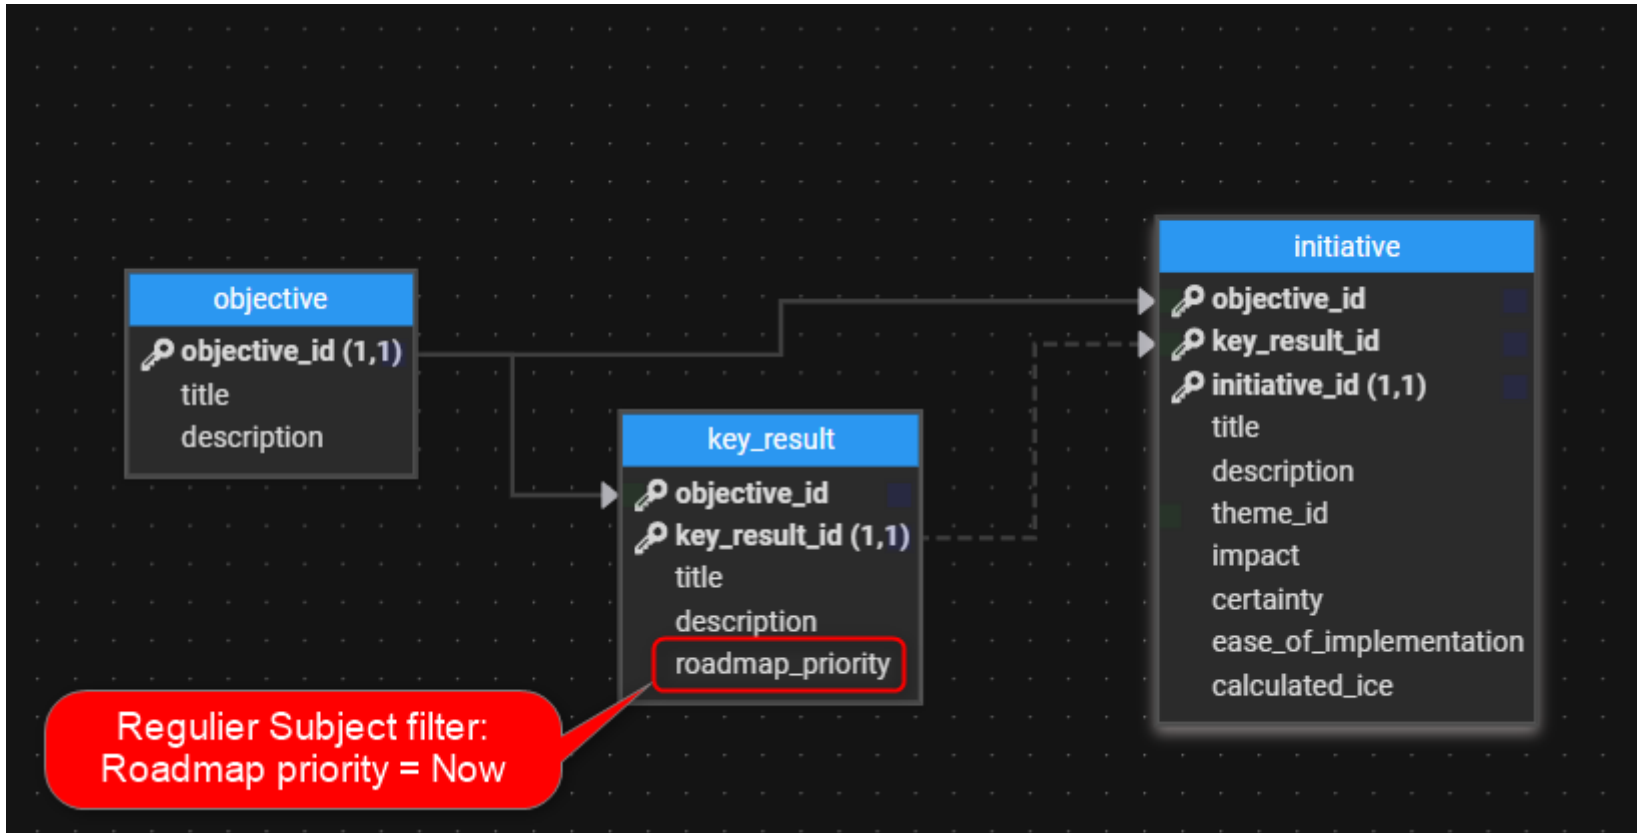 objective
objective_id (1,1)
title
description
key_result
objective_id
key_result_id (1,1)
title
description
roadmap_priority
initiative
objective_id
key_result_id
initiative_id (1,1)
title
description
theme_id
impact
certainty
ease_of_implementation
calculated_ice
Regulier Subject filter:
Roadmap priority = Now